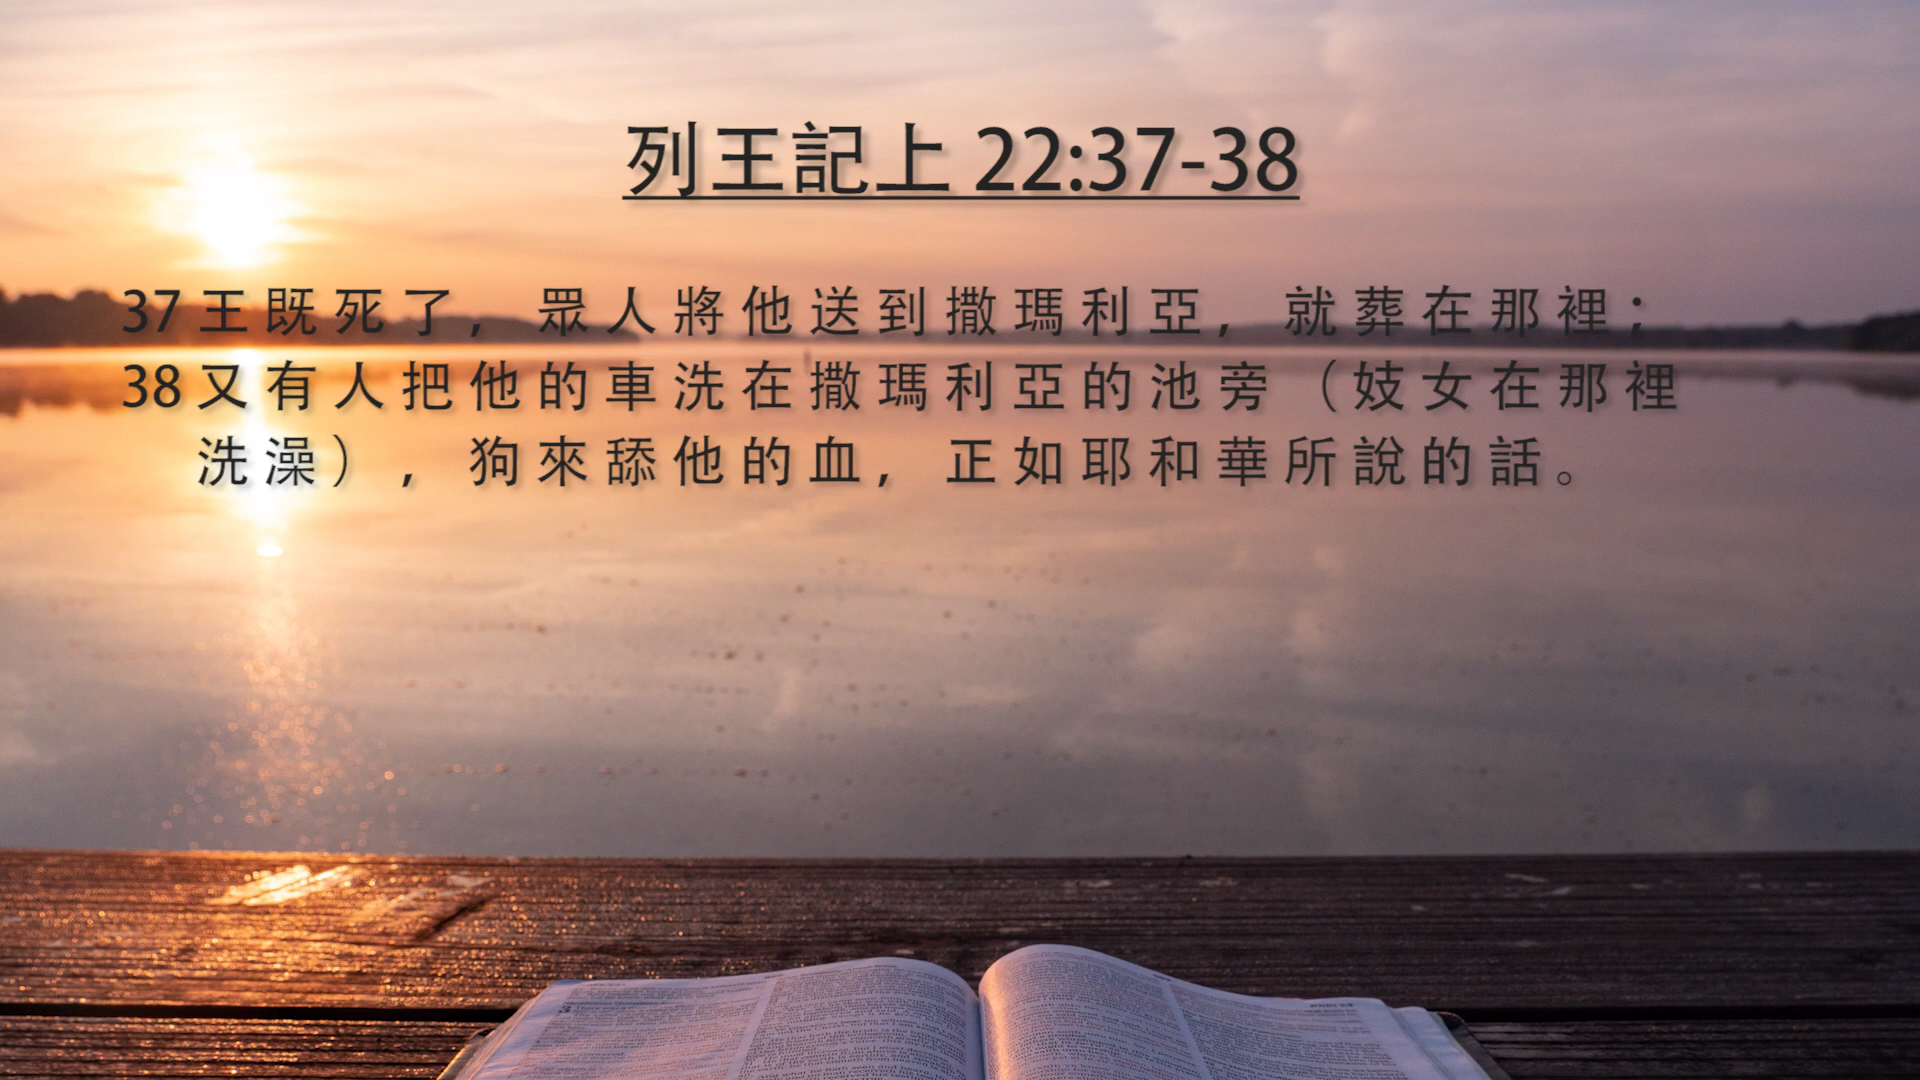 列王記上 22:37-38
37 王既死了，眾人將他送到撒瑪利亞，就葬在那裡；
38 又有人把他的車洗在撒瑪利亞的池旁（妓女在那裡
洗澡），狗來舔他的血，正如耶和華所說的話。